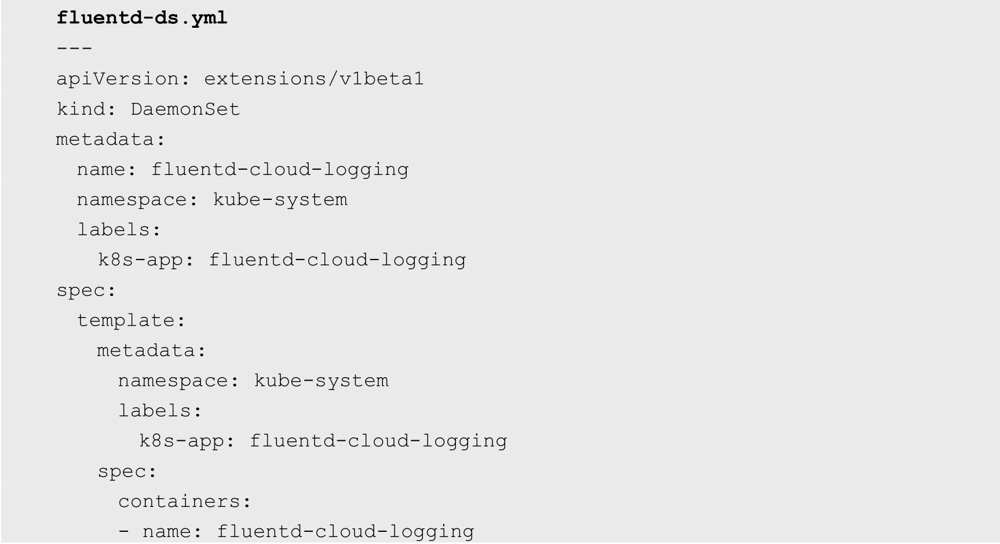 fluentd-ds.yml
---
apiVersion: extensions/v1beta1
kind: DaemonSet
metadata:
  name: fluentd-cloud-logging
  namespace: kube-system
  labels:
    k8s-app: fluentd-cloud-logging
spec:
  template:
    metadata:
      namespace: kube-system
      labels:
        k8s-app: fluentd-cloud-logging
    spec:
      containers:
      - name: fluentd-cloud-logging